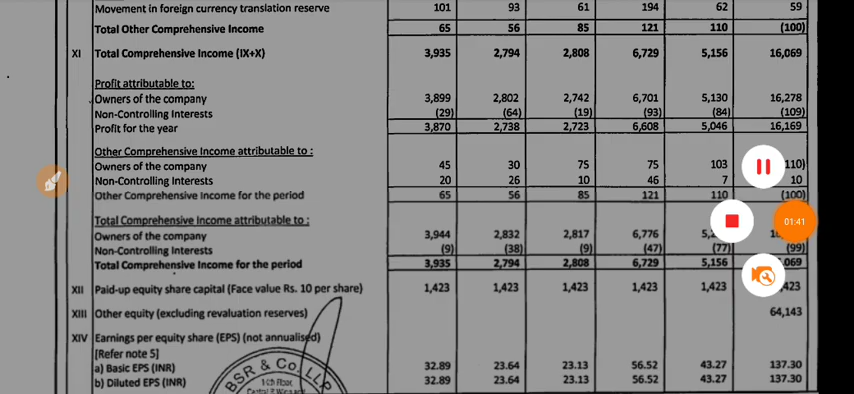 Movement in foreign currency translation reserve 101 93 61 194 62 59
Total Other Comprehensive Income 65 56 85 121 110 (100)
XI Total Comprehensive Income (IX+X) 3,935 2,794 2,808 6,729 5,156 16,069
Profit attributable to:
Owners of the company 3,899 2,802 2,742 6,701 5,130 16,278
Non-Controlling Interests (29) (64) (19) (93) (84) (109)
Profit for the year 3,870 2,738 2,723 6,608 5,046 16,169
Other Comprehensive Income attributable to :
Owners of the company 45 30 75 75 103 110)
Non-Controlling Interests 20 26 10 46 7 10
Other Comprehensive Income for the period 65 56 85 121 110 (100)
01:41
Total Comprehensive Income attributable to :
Owners of the company 3,944 2,832 2,817 6,776
Non-Controlling Interests (9) (38) (9) (47) (77) (99)
Total Comprehensive Income for the period 3,935 2,794 2,808 6,729 5,156 069
XII Paid-up equity share capital (Face value Rs. 10 per share) 1,423 1,423 1,423 1,423 1,423 423
XIII Other equity (excluding revaluation reserves) 64,143
XIV Earnings per equity share (EPS) (not annualised)
[Refer note 5]
a) Basic EPS (INR) 32.89 23.64 23.13 56.52 43.27 137.30
b) Diluted EPS (INR) 32.89 23.64 23.13 56.52 43.27 137.30
BSR & Co. LLP